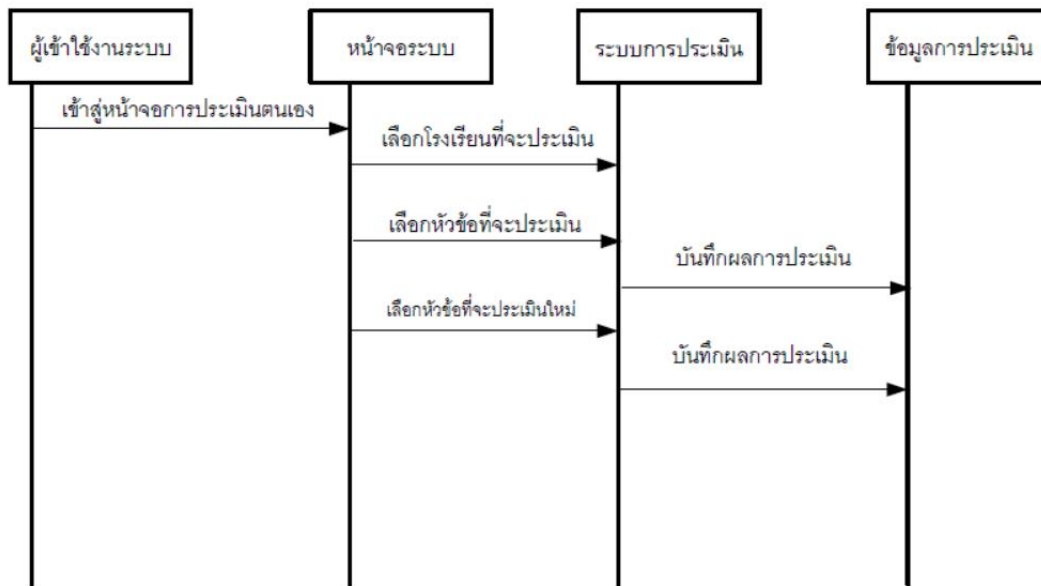 ผู้เข้าใช้งานระบบ
หน้าจอระบบ
ระบบการประเมิน
ข้อมูลการประเมิน
เข้าสู่หน้าจอการประเมินตนเอง
เลือกโรงเรียนที่จะประเมิน
เลือกหัวข้อที่จะประเมิน
บันทึกผลการประเมิน
เลือกหัวข้อที่จะประเมินใหม่
บันทึกผลการประเมิน